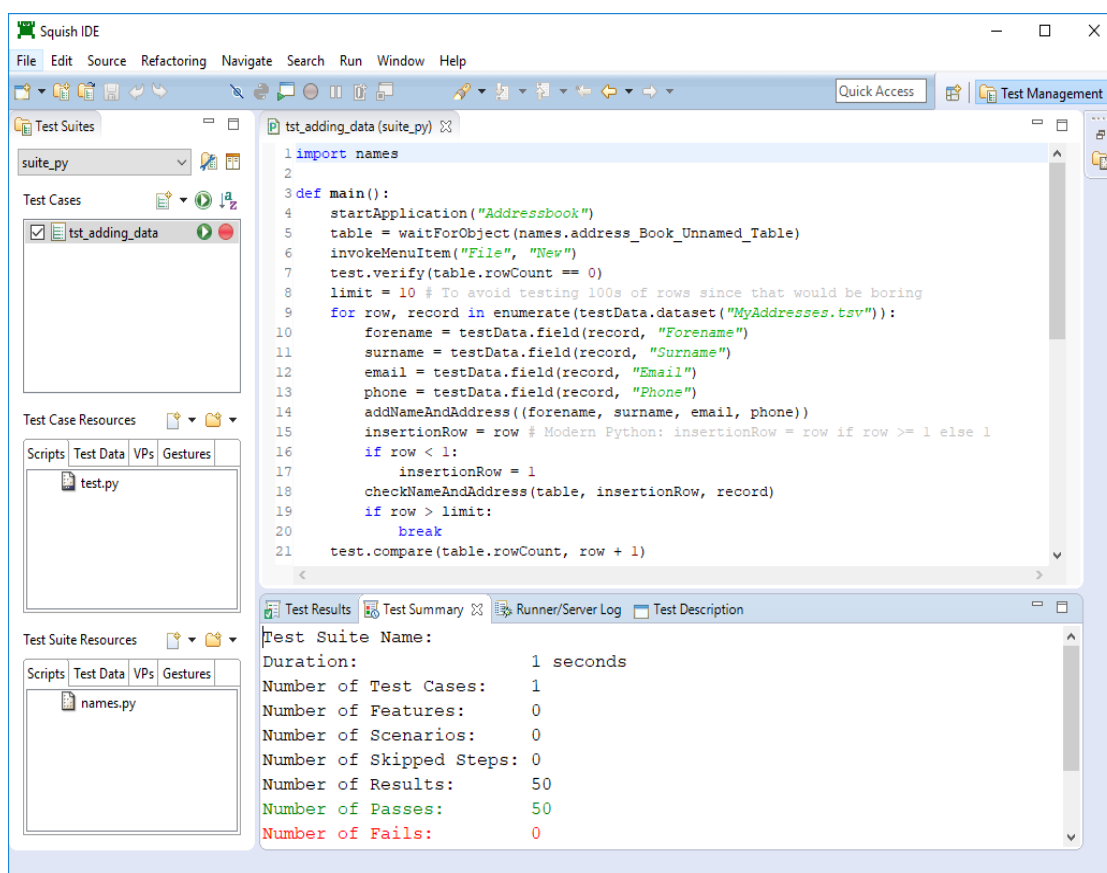 Squish IDE
File Edit Source Refactoring Navigate Search Run Window Help
Quick Access
Test Management
Test Suites
suite_py
Test Cases
tst_adding_data
Test Case Resources
Scripts Test Data VPs Gestures
test.py
Test Suite Resources
Scripts Test Data VPs Gestures
names.py
tst_adding_data (suite_py)
1 import names
2
3 def main():
4     startApplication("Addressbook")
5     table = waitForObject(names.address_Book_Unnamed_Table)
6     invokeMenuItem("File", "New")
7     test.verify(table.rowCount == 0)
8     limit = 10 # To avoid testing 100s of rows since that would be boring
9     for row, record in enumerate(testData.dataset("MyAddresses.tsv")):
10         forename = testData.field(record, "Forename")
11         surname = testData.field(record, "Surname")
12         email = testData.field(record, "Email")
13         phone = testData.field(record, "Phone")
14         addNameAndAddress((forename, surname, email, phone))
15         insertionRow = row # Modern Python: insertionRow = row if row >= 1 else 1
16         if row < 1:
17             insertionRow = 1
18         checkNameAndAddress(table, insertionRow, record)
19         if row > limit:
20             break
21     test.compare(table.rowCount, row + 1)
Test Results Test Summary Runner/Server Log Test Description
Test Suite Name:
Duration: 1 seconds
Number of Test Cases: 1
Number of Features: 0
Number of Scenarios: 0
Number of Skipped Steps: 0
Number of Results: 50
Number of Passes: 50
Number of Fails: 0